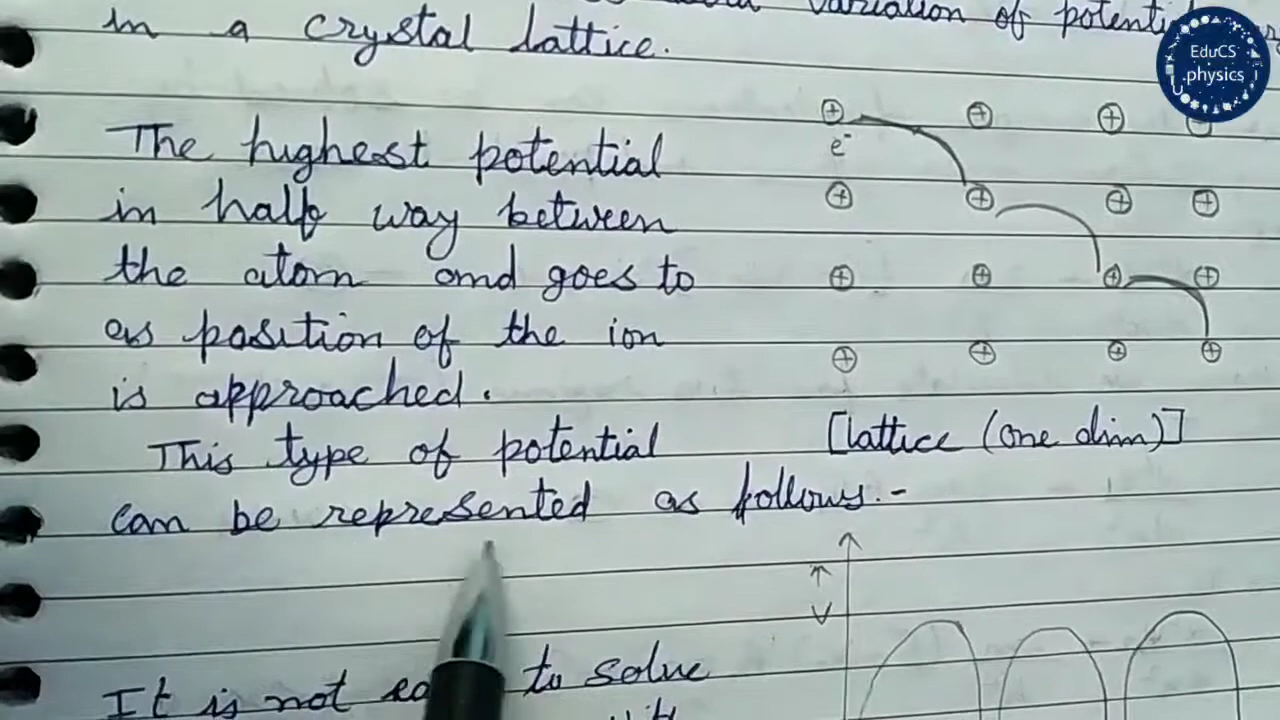 variation of
in a crystal lattice.
EduCS
physics
The highest potential
in half way between
the atom and goes to
as position of the ion
is approached.
e-
[lattice (one dim)]
This type of potential
can be represented as follows.-
V
It is not to solve